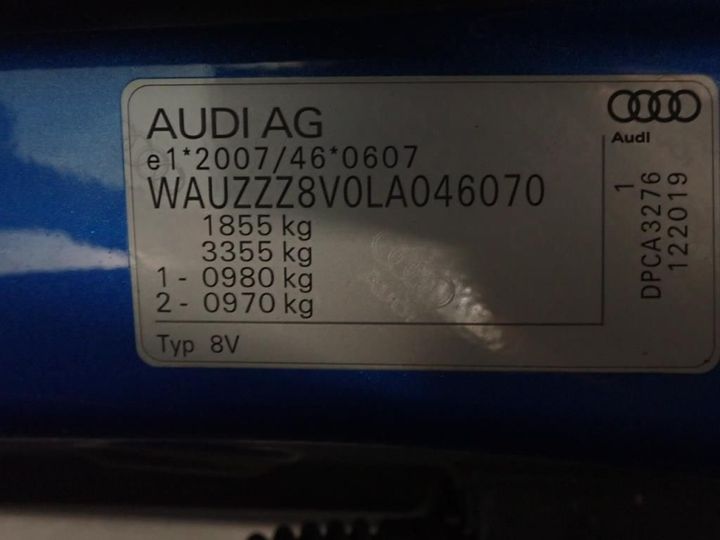 AUDI AG
Audi
e1*2007/46*0607
WAUZZZ8V0LA046070
1855 kg
3355 kg
1 - 0980 kg
2 - 0970 kg
Typ 8V
1
DPCA3276
122019